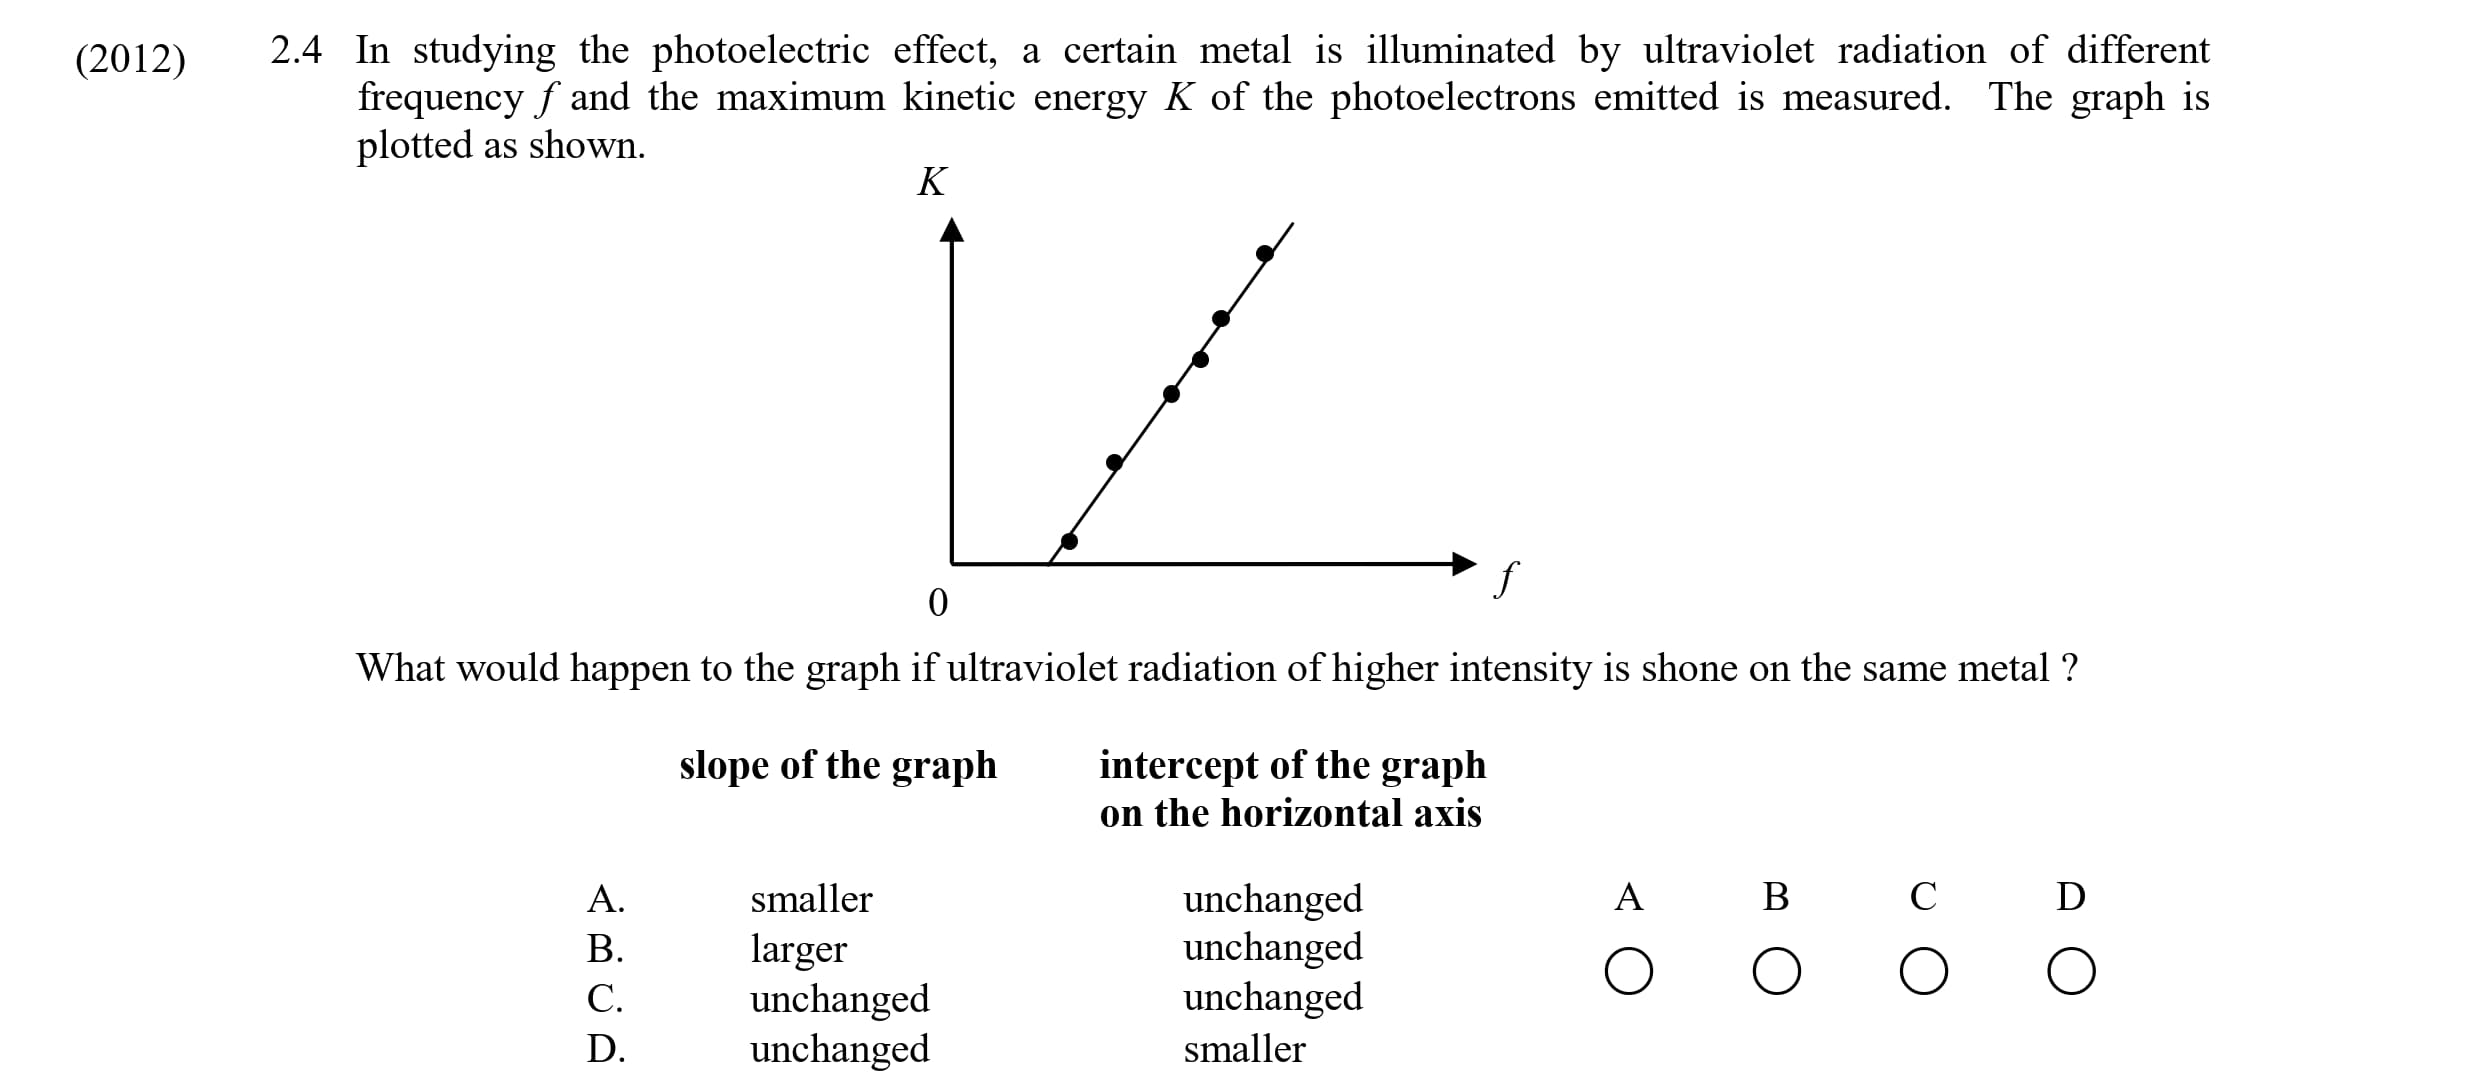 (2012) 2.4 In studying the photoelectric effect, a certain metal is illuminated by ultraviolet radiation of different
frequency f and the maximum kinetic energy K of the photoelectrons emitted is measured. The graph is
plotted as shown.
K
f
0
What would happen to the graph if ultraviolet radiation of higher intensity is shone on the same metal ?
slope of the graph intercept of the graph
on the horizontal axis
A. smaller unchanged A B C D
B. larger unchanged
C. unchanged unchanged
D. unchanged smaller